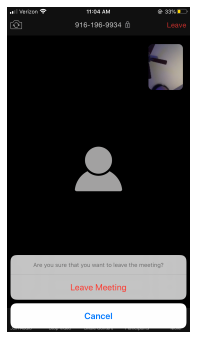 Verizon 11:04 AM 33%
916-196-9934 Leave
Are you sure that you want to leave the meeting?
Leave Meeting
Cancel